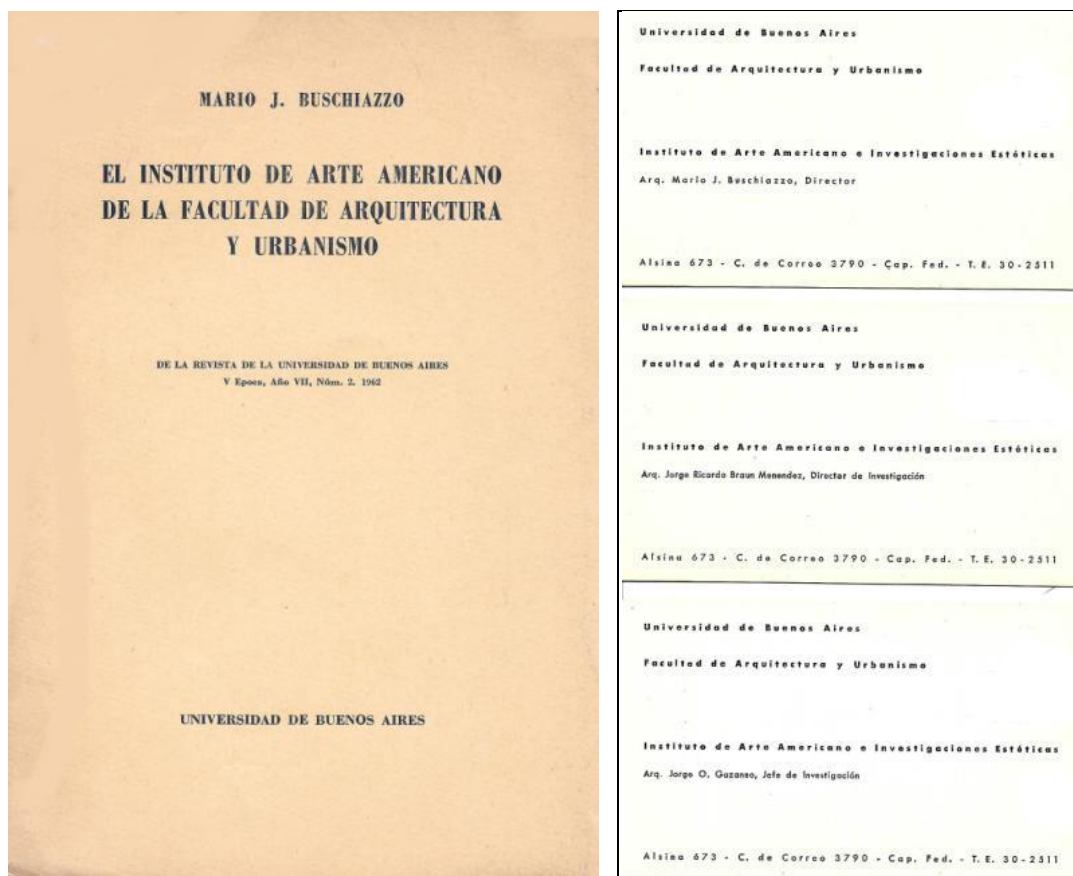 MARIO J. BUSCHIAZZO
EL INSTITUTO DE ARTE AMERICANO
DE LA FACULTAD DE ARQUITECTURA
Y URBANISMO
DE LA REVISTA DE LA UNIVERSIDAD DE BUENOS AIRES
V Epoca, Año VII, Núm. 2. 1962
UNIVERSIDAD DE BUENOS AIRES
Universidad de Buenos Aires
Facultad de Arquitectura y Urbanismo
Instituto de Arte Americano e Investigaciones Estéticas
Arq. Mario J. Buschiazzo, Director
Alsina 673 - C. de Correo 3790 - Cap. Fed. - T. E. 30-2511
Universidad de Buenos Aires
Facultad de Arquitectura y Urbanismo
Instituto de Arte Americano e Investigaciones Estéticas
Arq. Jorge Ricardo Braun Menendez, Director de Investigación
Alsina 673 - C. de Correo 3790 - Cap. Fed. - T. E. 30-2511
Universidad de Buenos Aires
Facultad de Arquitectura y Urbanismo
Instituto de Arte Americano e Investigaciones Estéticas
Arq. Jorge O. Gazaneo, Jefe de Investigación
Alsina 673 - C. de Correo 3790 - Cap. Fed. - T. E. 30-2511